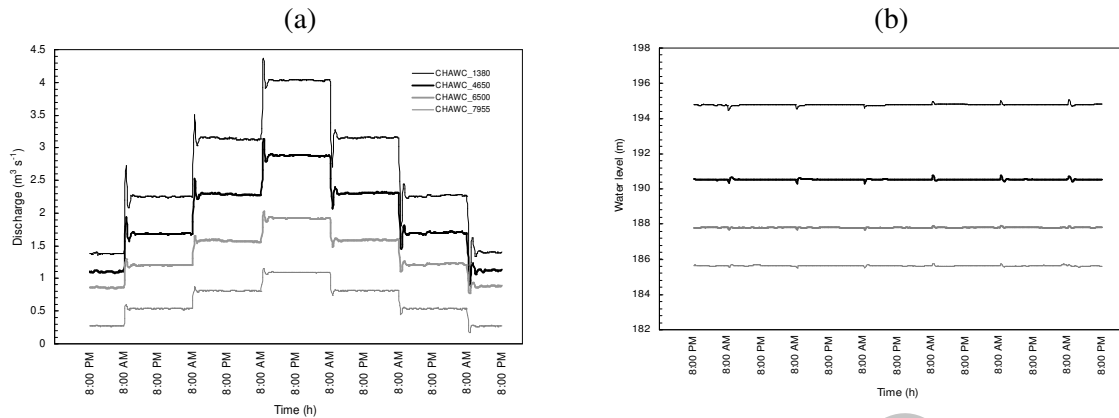 (a)
4.5
4
3.5
3
2.5
2
1.5
1
0.5
0
Discharge (m³ s⁻¹)
CHAWC_1380
CHAWC_4650
CHAWC_6500
CHAWC_7955
8:00 PM
8:00 AM
8:00 PM
8:00 AM
8:00 PM
8:00 AM
8:00 PM
8:00 AM
8:00 PM
8:00 AM
8:00 PM
8:00 AM
8:00 PM
Time (h)
(b)
198
196
194
192
190
188
186
184
182
Water level (m)
8:00 PM
8:00 AM
8:00 PM
8:00 AM
8:00 PM
8:00 AM
8:00 PM
8:00 AM
8:00 PM
8:00 AM
8:00 PM
8:00 AM
8:00 PM
Time (h)